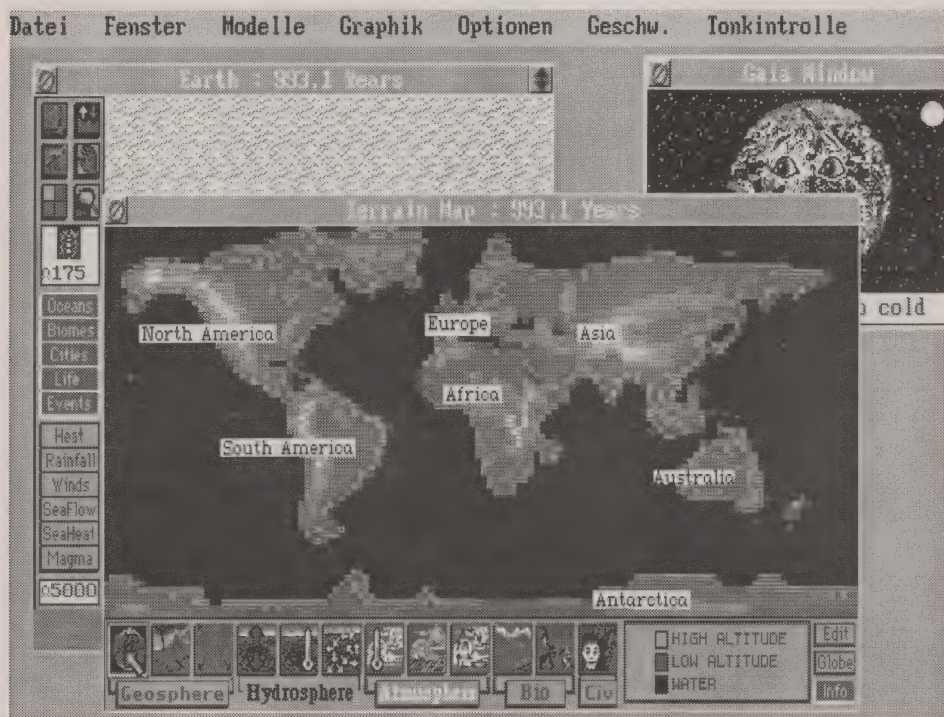 Datei Fenster Modelle Graphik Optionen Geschw. Tonkintrolle
Earth : 993.1 Years
Gaia Window
Terrain Map : 993.1 Years
Ω175
Oceans
Biomes
Cities
Life
Events
Heat
Rainfall
Winds
SeaFlow
SeaHeat
Magma
Ω5000
cold
North America
Europe
Asia
Africa
South America
Australia
Antarctica
Geosphere Hydrosphere Atmosphere Bio Civ
HIGH ALTITUDE
LOW ALTITUDE
WATER
Edit
Globe
Info